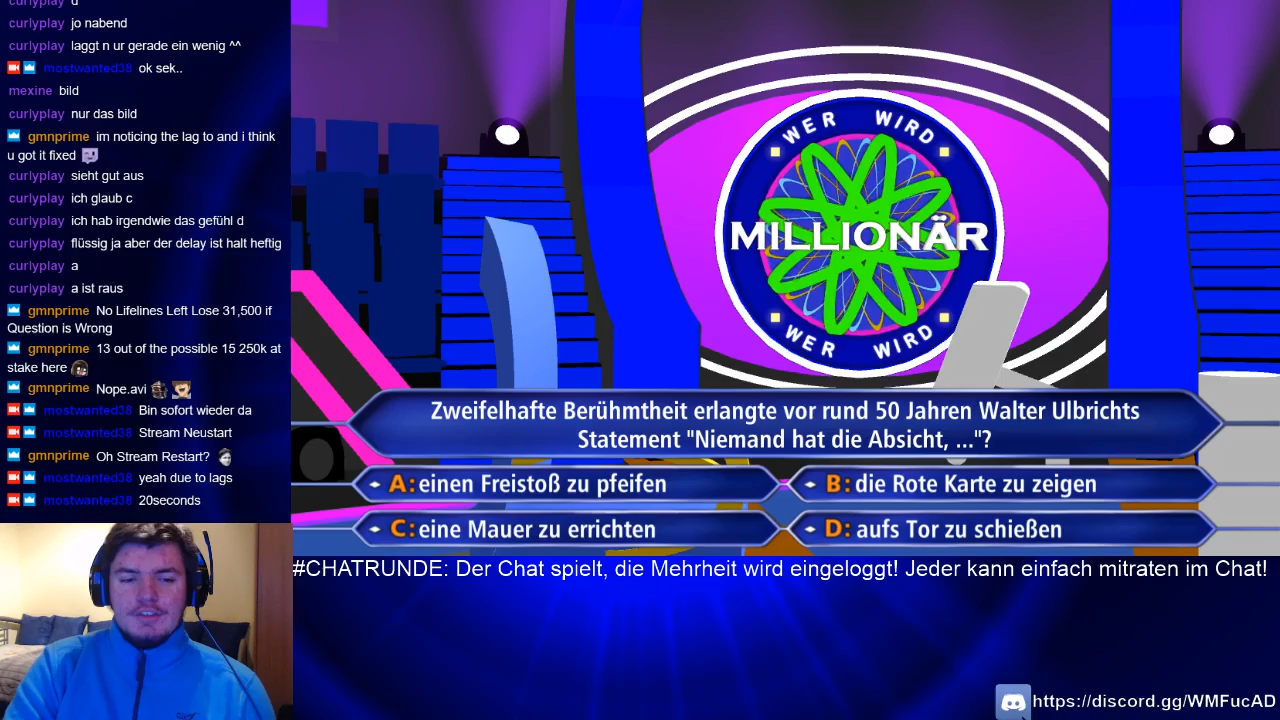 curlyplay d
curlyplay jo nabend
curlyplay laggt n ur gerade ein wenig ^^
mostwanted38 ok sek..
mexine bild
curlyplay nur das bild
gmnprime im noticing the lag to and i think
u got it fixed
curlyplay sieht gut aus
curlyplay ich glaub c
curlyplay ich hab irgendwie das gefühl d
curlyplay flüssig ja aber der delay ist halt heftig
curlyplay a
curlyplay a ist raus
gmnprime No Lifelines Left Lose 31,500 if
Question is Wrong
gmnprime 13 out of the possible 15 250k at
stake here
gmnprime Nope.avi
mostwanted38 Bin sofort wieder da
mostwanted38 Stream Neustart
gmnprime Oh Stream Restart?
mostwanted38 yeah due to lags
mostwanted38 20seconds
WER WIRD
MILLIONÄR
WER WIRD
Zweifelhafte Berühmtheit erlangte vor rund 50 Jahren Walter Ulbrichts
Statement "Niemand hat die Absicht, ..."?
A: einen Freistoß zu pfeifen
B: die Rote Karte zu zeigen
C: eine Mauer zu errichten
D: aufs Tor zu schießen
#CHATRUNDE: Der Chat spielt, die Mehrheit wird eingeloggt! Jeder kann einfach mitraten im Chat!
https://discord.gg/WMFucAD